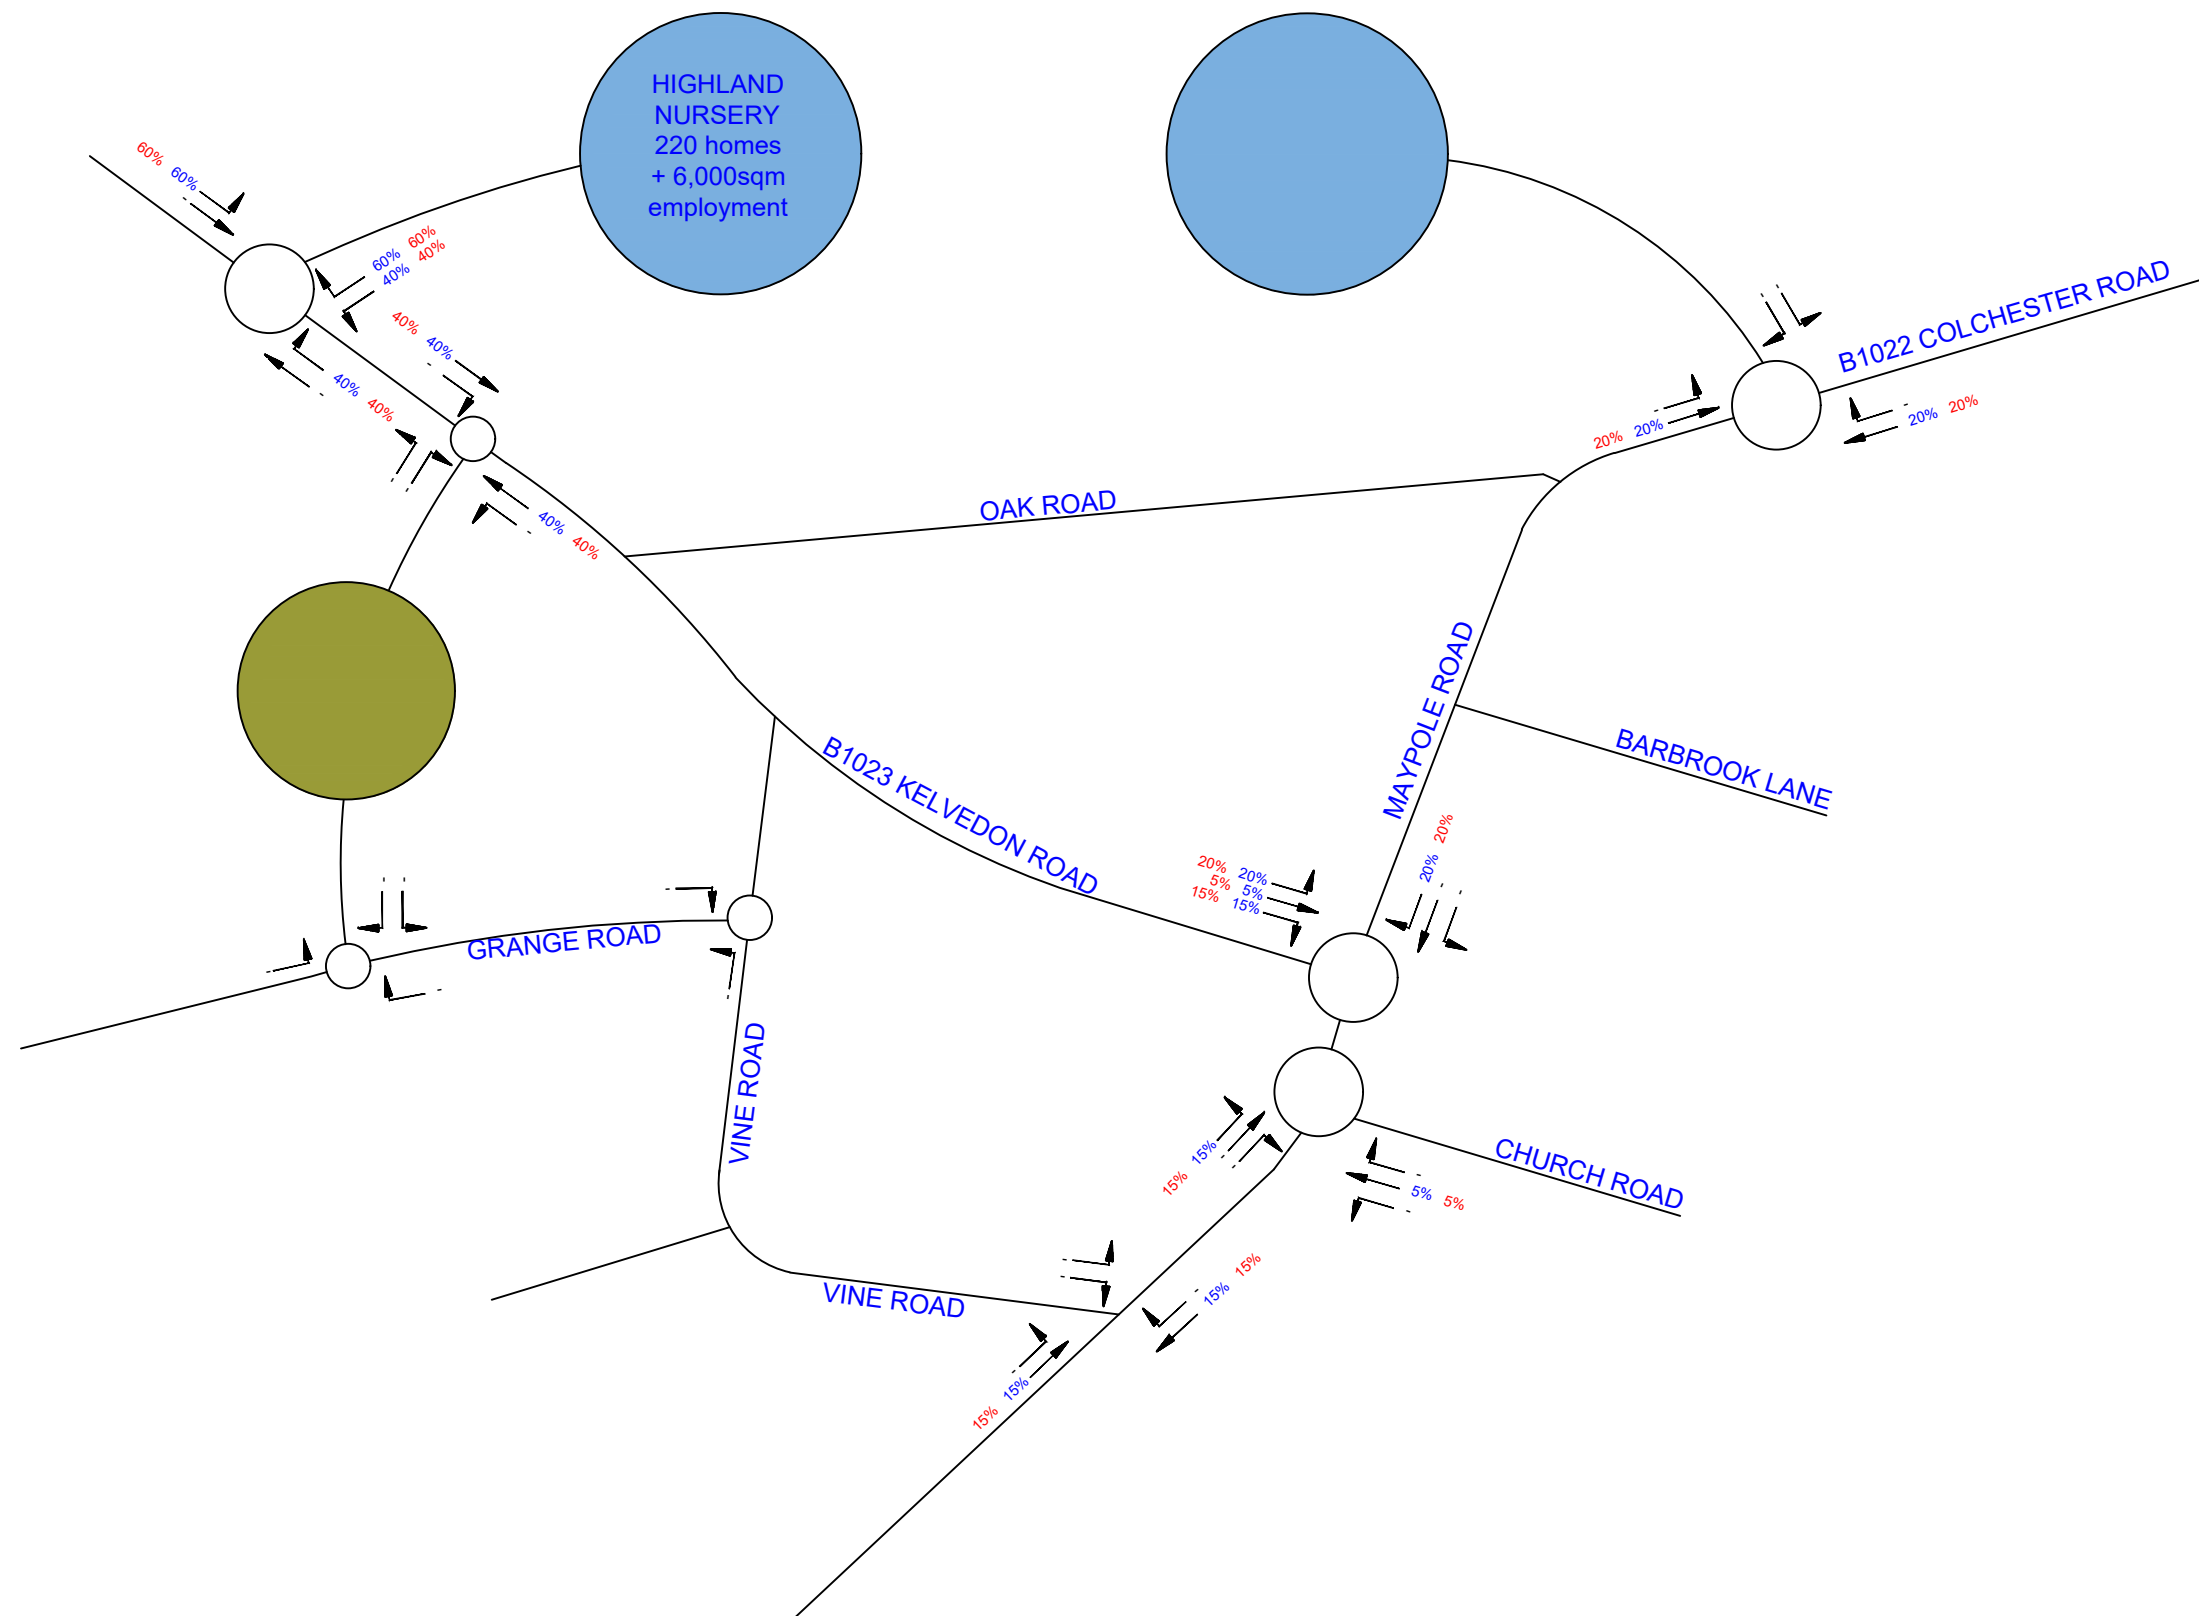 HIGHLAND
NURSERY
220 homes
+ 6,000sqm
employment
60% 60%
60% 60%
40% 40%
40% 40%
40% 40%
B1022 COLCHESTER ROAD
20% 20%
20% 20%
OAK ROAD
40% 40%
MAYPOLE ROAD
BARBROOK LANE
B1023 KELVEDON ROAD
20% 20%
5% 5%
15% 15%
20% 20%
GRANGE ROAD
VINE ROAD
15% 15%
CHURCH ROAD
5% 5%
15% 15%
VINE ROAD
15% 15%